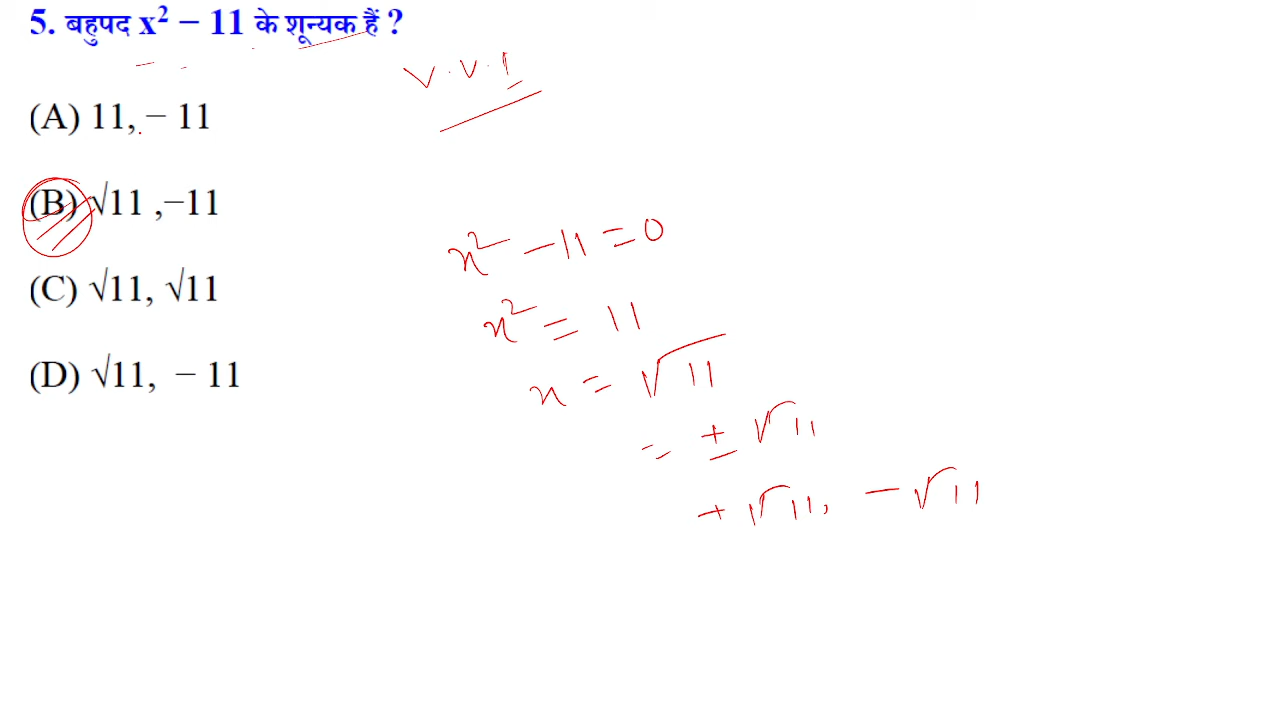 5. बहुपद x² − 11 के शून्यक हैं ?
V.V.I
(A) 11, − 11
(B) √11 ,−11
(C) √11, √11
(D) √11, − 11
x² − 11 = 0
x² = 11
x = √11
= ± √11
+ √11, − √11